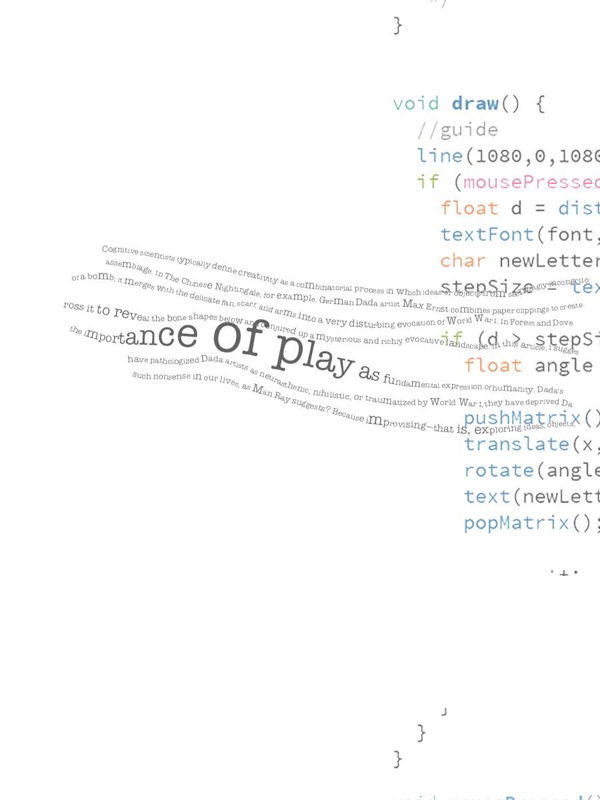 }
void draw() {
//guide
line(1080,0,1080
if (mousePressed
float d = dist
textFont(font,
char newLetter
stepSize = tex
if (d > stepSi
float angle
pushMatrix()
translate(x,
rotate(angle
text(newLett
popMatrix();
}
}
Cognitive scientists typically define creativity as a combinatorial process in which ideas or objects from
assemblage. In The Chinese Nightingale, for example, German Dada artist Max Ernst combines paper clippings to create
or a bomb; it merges with the delicate fan, scarf, and arms into a very disturbing evocation of World War I. In Forest and Dove
ross it to reveal the bone shapes below and conjured up a mysterious and richly evocative landscape. In this article, I sugges
the importance of play as fundamental expression of humanity. Dada's
have pathologized Dada artists as neurasthenic, nihilistic, or traumatized by World War I, they have deprived Da
such nonsense in our lives, as Man Ray suggests? Because improvising—that is, exploring ideas, objects,